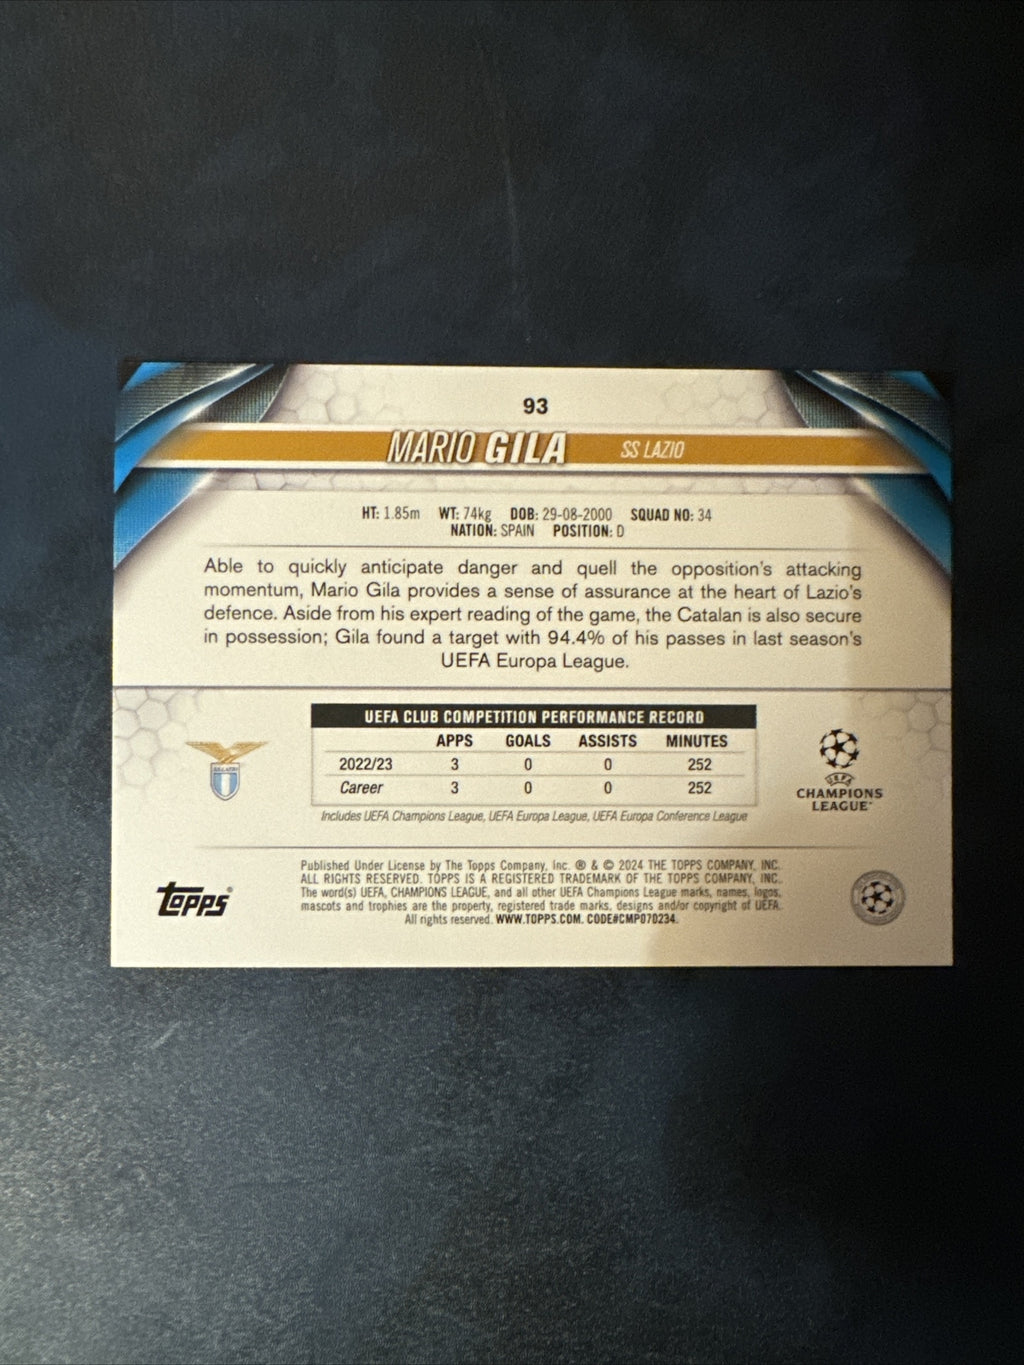 93
MARIO GILA SS LAZIO
HT: 1.85m WT: 74kg DOB: 29-08-2000 SQUAD NO: 34
NATION: SPAIN POSITION: D
Able to quickly anticipate danger and quell the opposition's attacking
momentum, Mario Gila provides a sense of assurance at the heart of Lazio's
defence. Aside from his expert reading of the game, the Catalan is also secure
in possession; Gila found a target with 94.4% of his passes in last season's
UEFA Europa League.
UEFA CLUB COMPETITION PERFORMANCE RECORD
APPS GOALS ASSISTS MINUTES
2022/23 3 0 0 252
Career 3 0 0 252
Includes UEFA Champions League, UEFA Europa League, UEFA Europa Conference League
S.S. LAZIO
UEFA
CHAMPIONS
LEAGUE™
Topps®
Published Under License by The Topps Company, Inc. ® & © 2024 THE TOPPS COMPANY, INC.
ALL RIGHTS RESERVED. TOPPS IS A REGISTERED TRADEMARK OF THE TOPPS COMPANY, INC.
The word(s) UEFA, CHAMPIONS LEAGUE, and all other UEFA Champions League marks, names, logos,
mascots and trophies are the property, registered trade marks, designs and/or copyright of UEFA.
All rights reserved. WWW.TOPPS.COM. CODE#CMP070234.